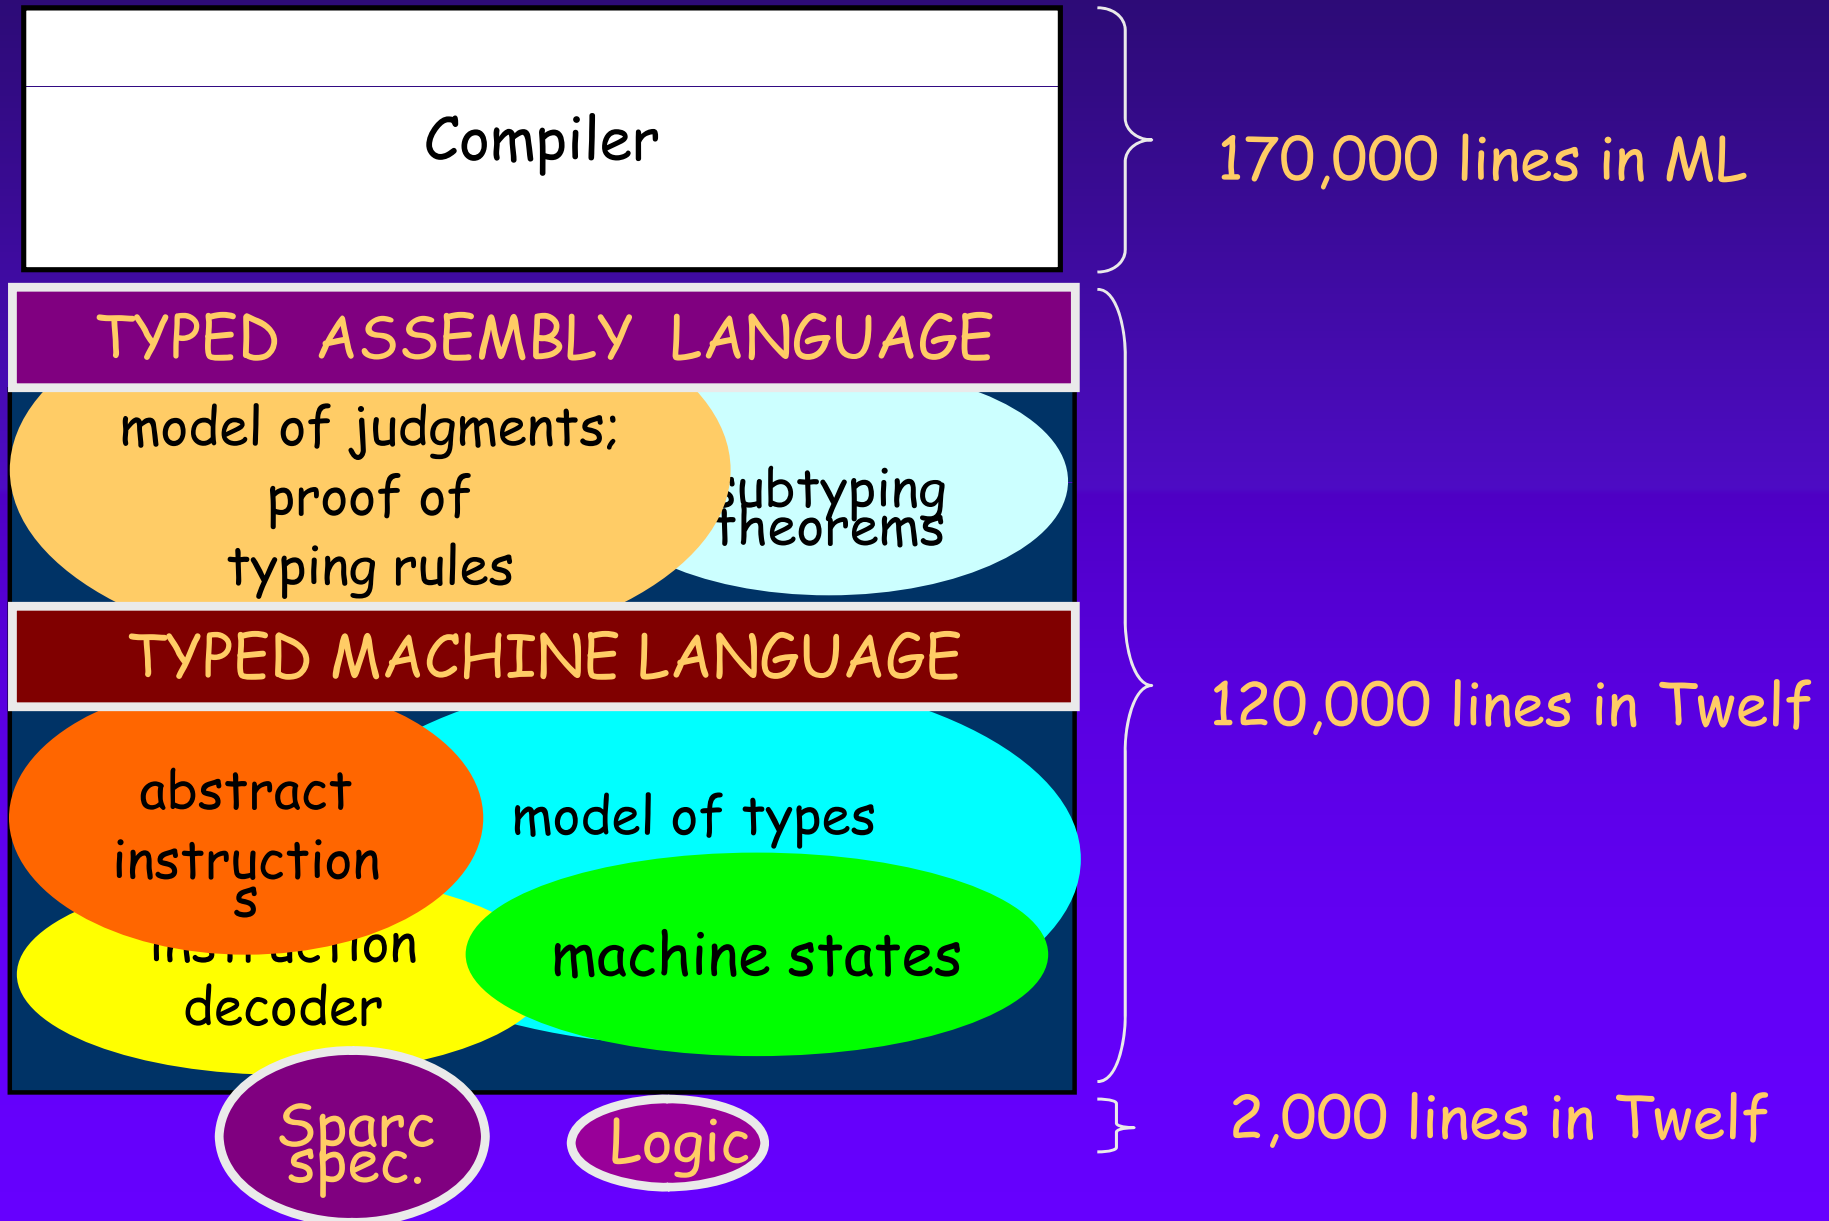 Compiler
170,000 lines in ML
TYPED ASSEMBLY LANGUAGE
model of judgments;
proof of
typing rules
subtyping
theorems
TYPED MACHINE LANGUAGE
120,000 lines in Twelf
abstract
instruction
s
model of types
instruction
decoder
machine states
Sparc
spec.
Logic
2,000 lines in Twelf